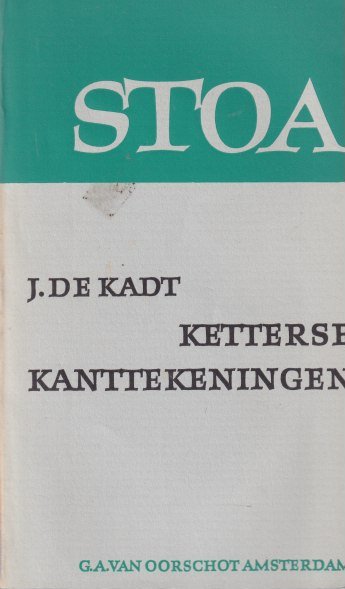 STOA
J. DE KADT
KETTERSE
KANTTEKENINGEN
G.A. VAN OORSCHOT AMSTERDAM